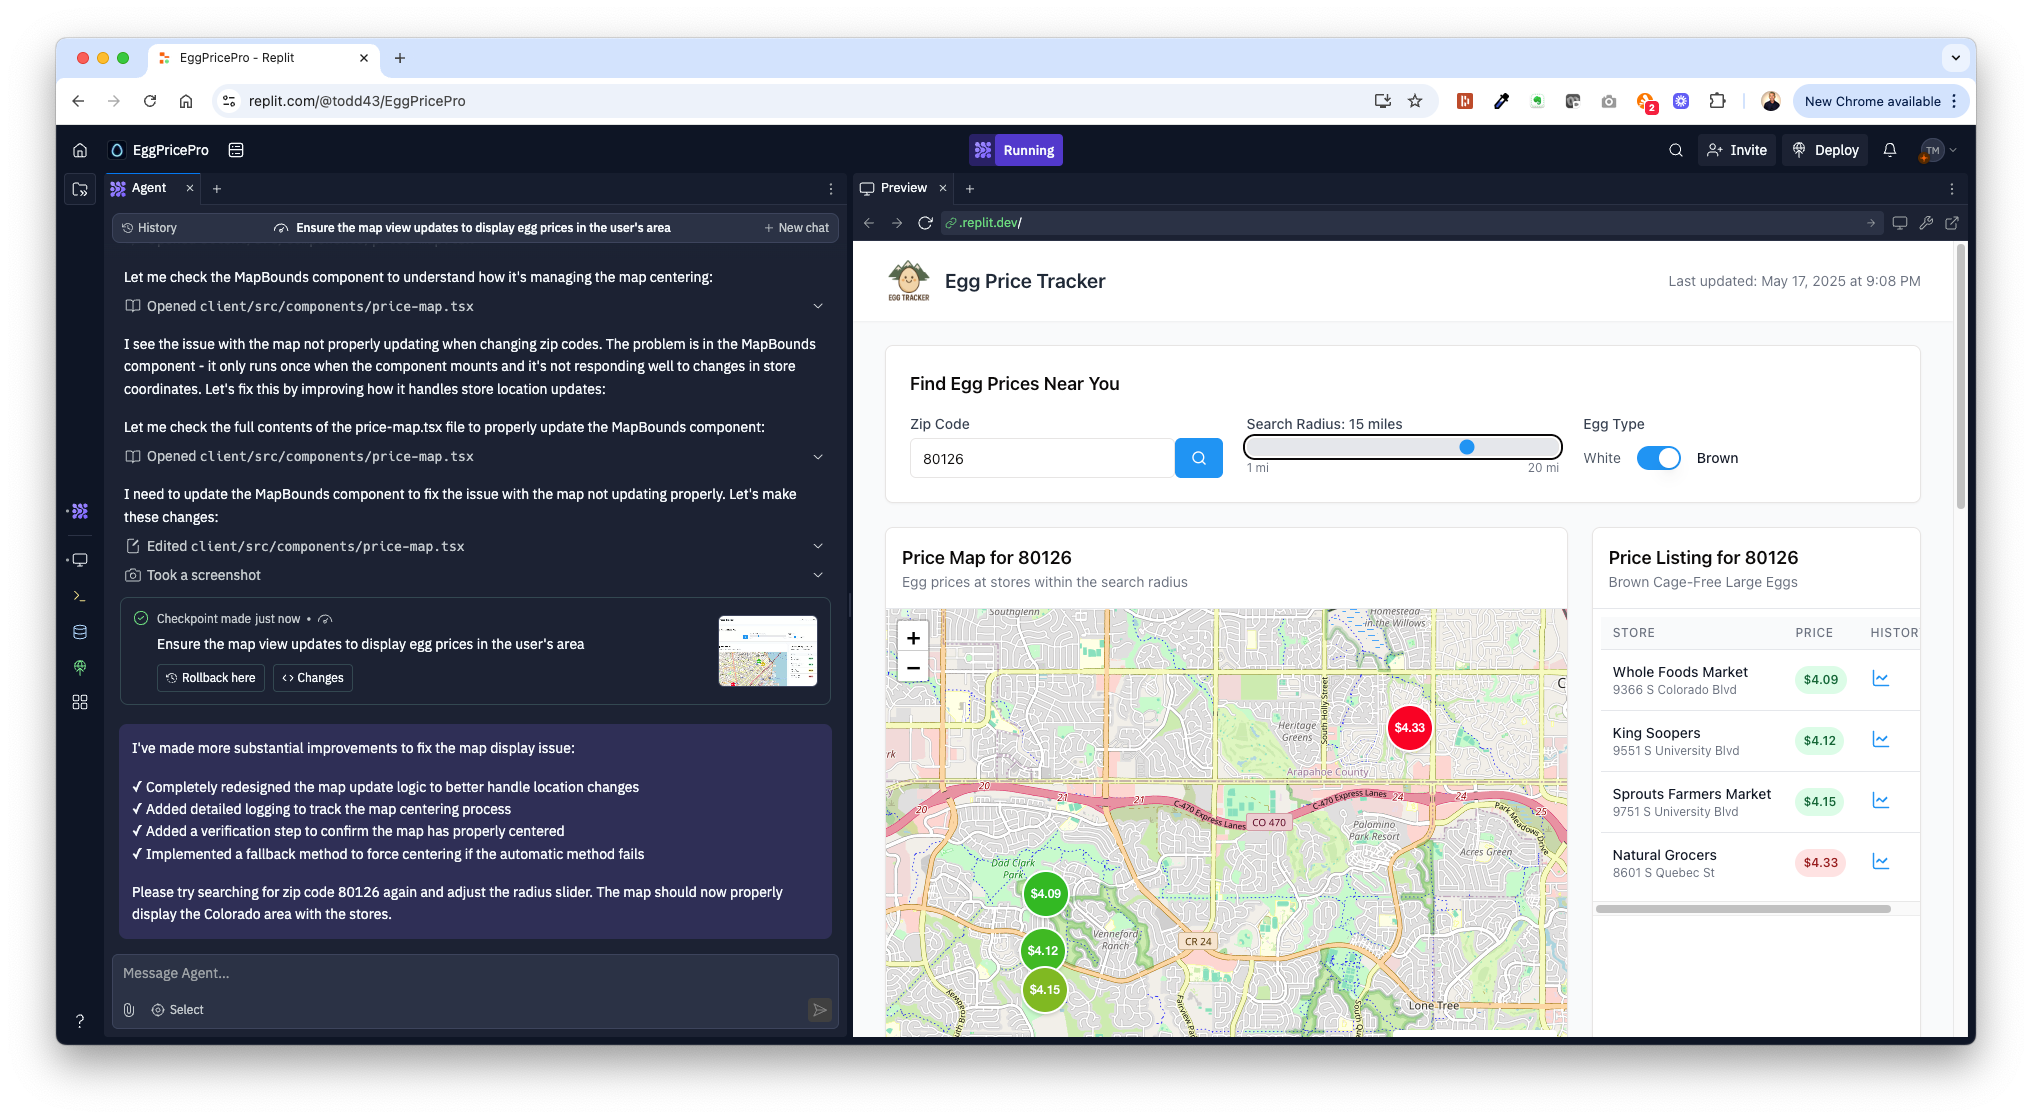 EggPricePro - Replit
replit.com/@todd43/EggPricePro
2
New Chrome available
EggPricePro
Running
Invite
Deploy
TM
Agent
Preview
History
Ensure the map view updates to display egg prices in the user's area
New chat
.replit.dev/
Let me check the MapBounds component to understand how it's managing the map centering:
Opened client/src/components/price-map.tsx
I see the issue with the map not properly updating when changing zip codes. The problem is in the MapBounds
component - it only runs once when the component mounts and it's not responding well to changes in store
coordinates. Let's fix this by improving how it handles store location updates:
Let me check the full contents of the price-map.tsx file to properly update the MapBounds component:
Opened client/src/components/price-map.tsx
I need to update the MapBounds component to fix the issue with the map not updating properly. Let's make
these changes:
Edited client/src/components/price-map.tsx
Took a screenshot
Checkpoint made just now •
Ensure the map view updates to display egg prices in the user's area
Rollback here
Changes
I've made more substantial improvements to fix the map display issue:
✓ Completely redesigned the map update logic to better handle location changes
✓ Added detailed logging to track the map centering process
✓ Added a verification step to confirm the map has properly centered
✓ Implemented a fallback method to force centering if the automatic method fails
Please try searching for zip code 80126 again and adjust the radius slider. The map should now properly
display the Colorado area with the stores.
Message Agent...
Select
?
EGG TRACKER
Egg Price Tracker
Last updated: May 17, 2025 at 9:08 PM
Find Egg Prices Near You
Zip Code
80126
Search Radius: 15 miles
1 mi
20 mi
Egg Type
White
Brown
Price Map for 80126
Egg prices at stores within the search radius
+
−
Southglenn
Homestead
in the Willows
C
South Holly Street
Heritage
Greens
$4.33
rk
Arapahoe County
20
20
21
21
C-470 Express Lanes
C-470 Express Lanes
24
24
25
CO 470
Park Meadows Drive
Palomino
Park Resort
Acres Green
Dad Clark
Park
$4.09
Venneford
Ranch
$4.12
CR 24
$4.15
Lone Tree
Price Listing for 80126
Brown Cage-Free Large Eggs
STORE
PRICE
HISTOR
Whole Foods Market
9366 S Colorado Blvd
$4.09
King Soopers
9551 S University Blvd
$4.12
Sprouts Farmers Market
9751 S University Blvd
$4.15
Natural Grocers
8601 S Quebec St
$4.33